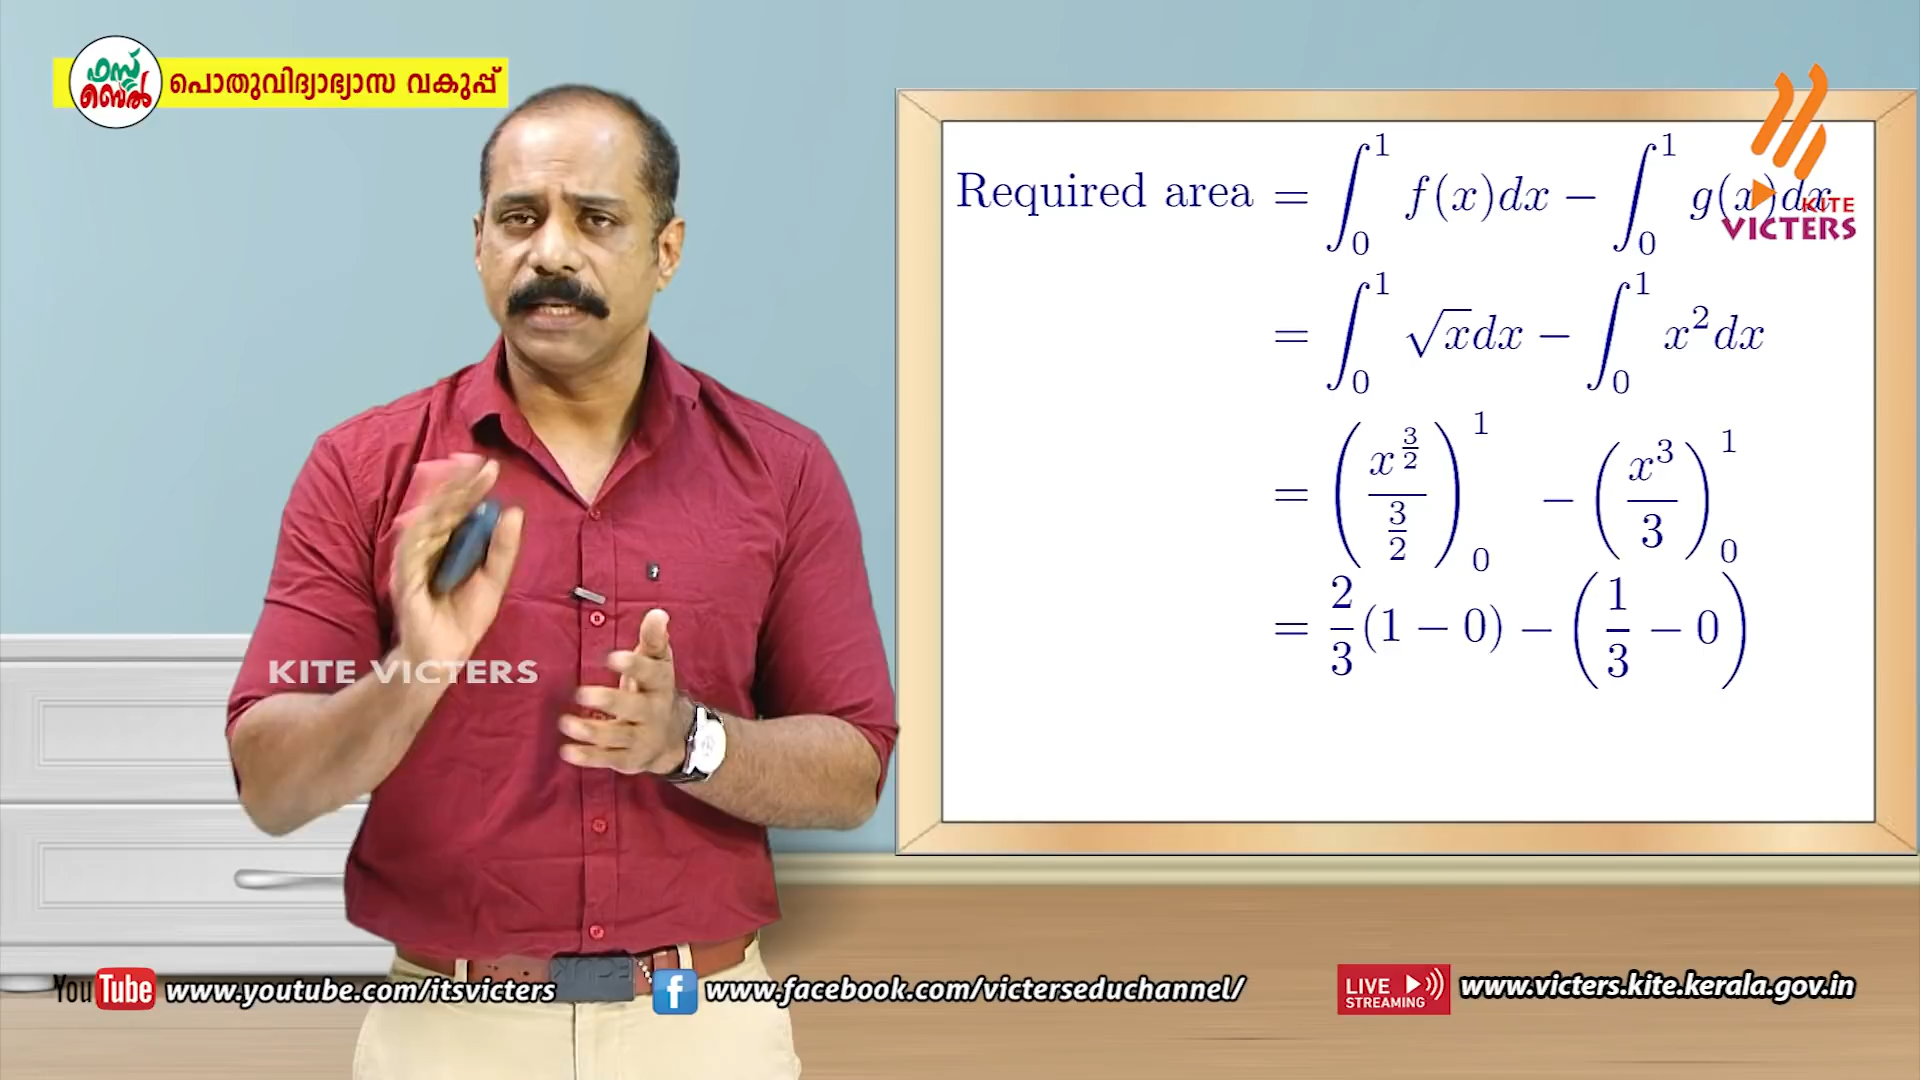 ഫസ്റ്റ്
ബെൽ
പൊതുവിദ്യാഭ്യാസ വകുപ്പ്
Required area = ∫₀¹ f(x)dx − ∫₀¹ g(x)dx
= ∫₀¹ √x dx − ∫₀¹ x² dx
= (x^{3/2} / (3/2))₀¹ − (x³/3)₀¹
= 2/3 (1 − 0) − (1/3 − 0)
KITE
VICTERS
KITE VICTERS
YouTube www.youtube.com/itsvicters
f www.facebook.com/victerseduchannel/
LIVE
STREAMING
www.victers.kite.kerala.gov.in